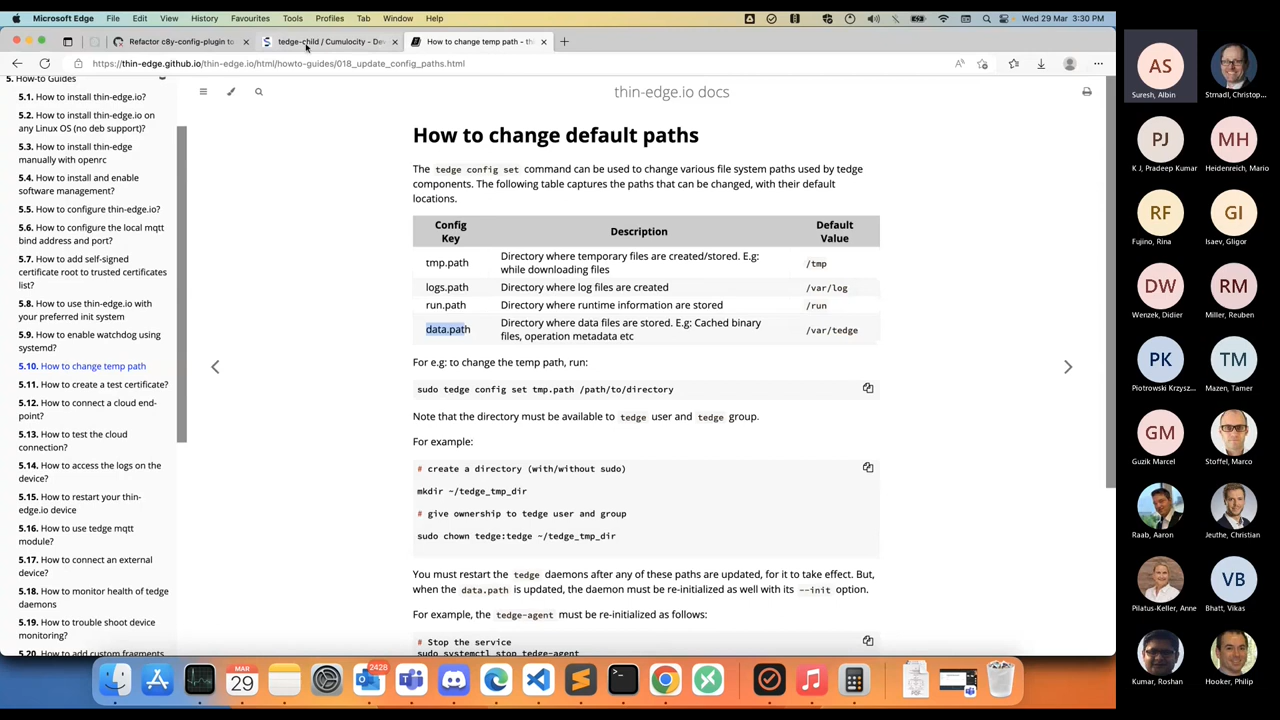 Microsoft Edge File Edit View History Favourites Tools Profiles Tab Window Help Wed 29 Mar 3:30 PM
Refactor c8y-config-plugin to
tedge-child / Cumulocity - Dev
How to change temp path - th
https://thin-edge.github.io/thin-edge.io/html/howto-guides/018_update_config_paths.html
5. How-to Guides
5.1. How to install thin-edge.io?
5.2. How to install thin-edge.io on
any Linux OS (no deb support)?
5.3. How to install thin-edge
manually with openrc
5.4. How to install and enable
software management?
5.5. How to configure thin-edge.io?
5.6. How to configure the local mqtt
bind address and port?
5.7. How to add self-signed
certificate root to trusted certificates
list?
5.8. How to use thin-edge.io with
your preferred init system
5.9. How to enable watchdog using
systemd?
5.10. How to change temp path
5.11. How to create a test certificate?
5.12. How to connect a cloud end-
point?
5.13. How to test the cloud
connection?
5.14. How to access the logs on the
device?
5.15. How to restart your thin-
edge.io device
5.16. How to use tedge mqtt
module?
5.17. How to connect an external
device?
5.18. How to monitor health of tedge
daemons
5.19. How to trouble shoot device
monitoring?
5.20. How to add custom fragments
thin-edge.io docs
How to change default paths
The tedge config set command can be used to change various file system paths used by tedge
components. The following table captures the paths that can be changed, with their default
locations.
Config Key Description Default Value
tmp.path Directory where temporary files are created/stored. E.g: while downloading files /tmp
logs.path Directory where log files are created /var/log
run.path Directory where runtime information are stored /run
data.path Directory where data files are stored. E.g: Cached binary files, operation metadata etc /var/tedge
For e.g: to change the temp path, run:
sudo tedge config set tmp.path /path/to/directory
Note that the directory must be available to tedge user and tedge group.
For example:
# create a directory (with/without sudo)
mkdir ~/tedge_tmp_dir
# give ownership to tedge user and group
sudo chown tedge:tedge ~/tedge_tmp_dir
You must restart the tedge daemons after any of these paths are updated, for it to take effect. But,
when the data.path is updated, the daemon must be re-initialized as well with its --init option.
For example, the tedge-agent must be re-initialized as follows:
# Stop the service
sudo systemctl stop tedge-agent
MAR
29
2428
AS
Suresh, Albin
Strnadl, Christop...
PJ
K J, Pradeep Kumar
MH
Heidenreich, Mario
RF
Fujino, Rina
GI
Isaev, Gligor
DW
Wenzek, Didier
RM
Miller, Reuben
PK
Piotrowski Krzysz...
TM
Mazen, Tamer
GM
Guzik Marcel
Stoffel, Marco
Raab, Aaron
Jeuthe, Christian
Pilatus-Keller, Anne
VB
Bhatt, Vikas
Kumar, Roshan
Hooker, Philip